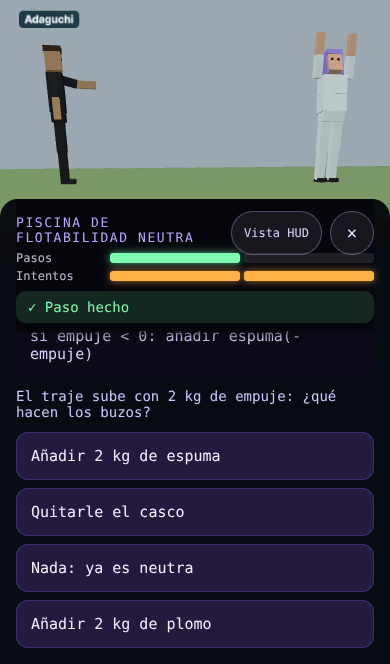 Adaguchi
PISCINA DE
FLOTABILIDAD NEUTRA
Vista HUD
×
Pasos
Intentos
✓ Paso hecho
si empuje < 0: añadir espuma(-
empuje)
El traje sube con 2 kg de empuje: ¿qué
hacen los buzos?
Añadir 2 kg de espuma
Quitarle el casco
Nada: ya es neutra
Añadir 2 kg de plomo